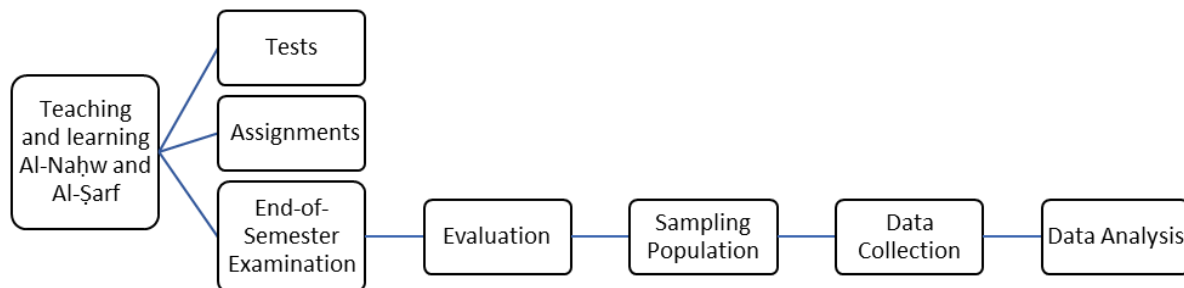 Teaching
and learning
Al-Naḥw and
Al-Ṣarf
Tests
Assignments
End-of-
Semester
Examination
Evaluation
Sampling
Population
Data
Collection
Data Analysis